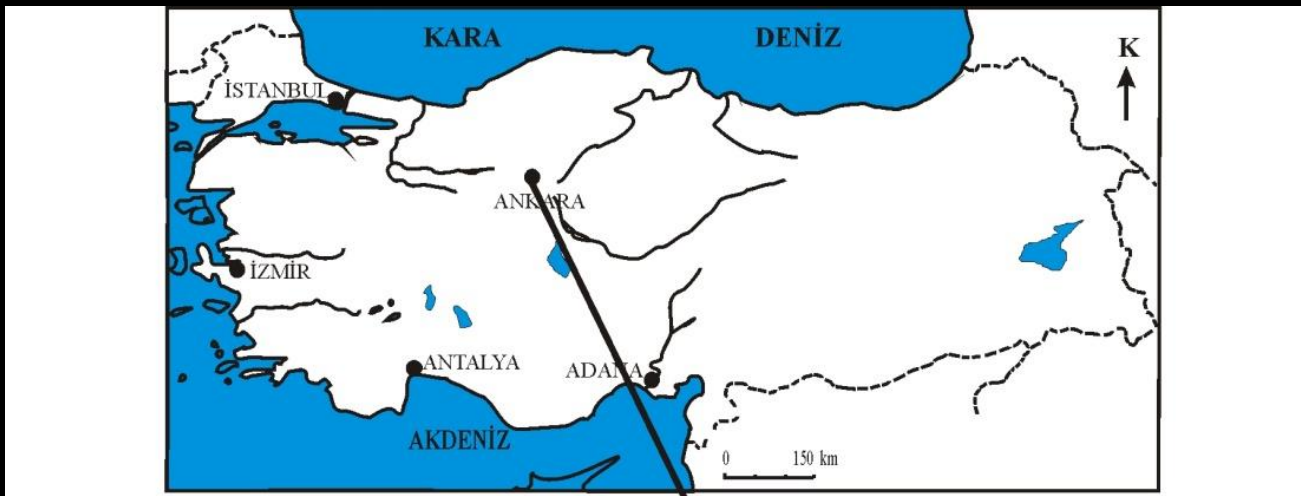 KARA DENİZ
K
İSTANBUL
ANKARA
İZMİR
ANTALYA
ADANA
AKDENİZ
0 150 km